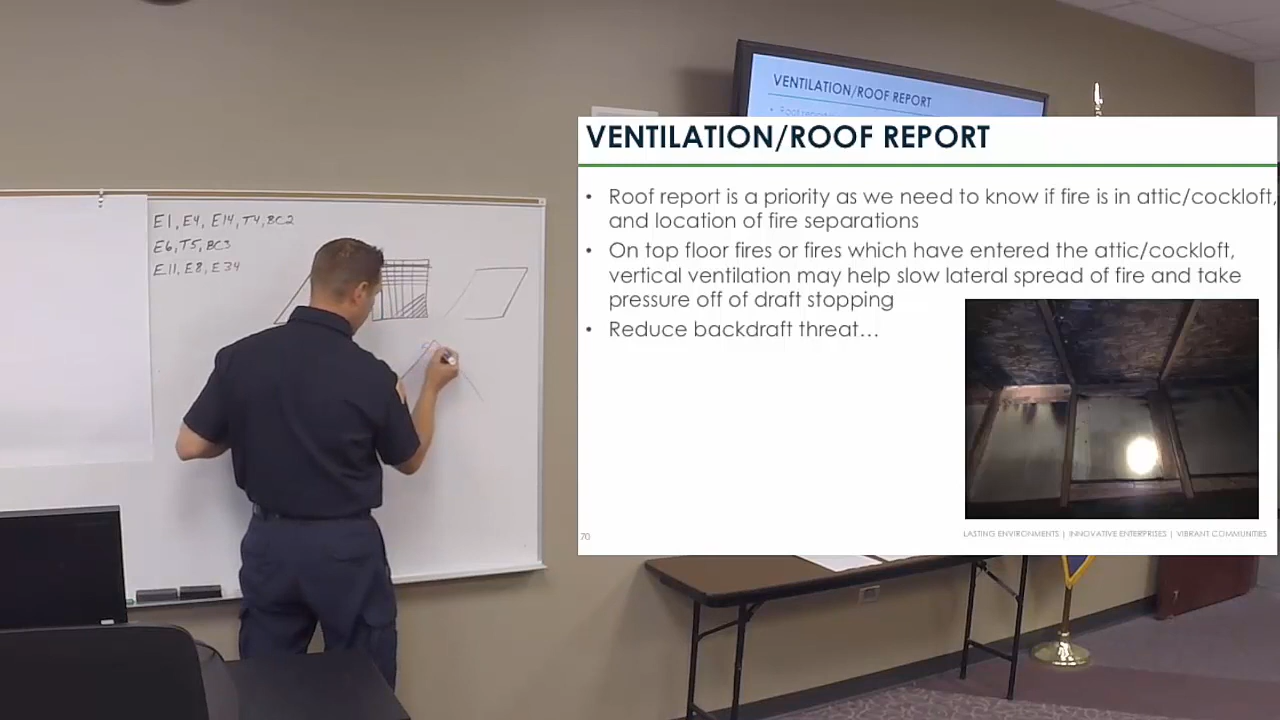 E1, E4, E14, T4, BC2
E6, T5, BC3
E11, E8, E34
VENTILATION/ROOF REPORT
VENTILATION/ROOF REPORT
• Roof report is a priority as we need to know if fire is in attic/cockloft,
and location of fire separations
• On top floor fires or fires which have entered the attic/cockloft,
vertical ventilation may help slow lateral spread of fire and take
pressure off of draft stopping
• Reduce backdraft threat…
70
LASTING ENVIRONMENTS | INNOVATIVE ENTERPRISES | VIBRANT COMMUNITIES